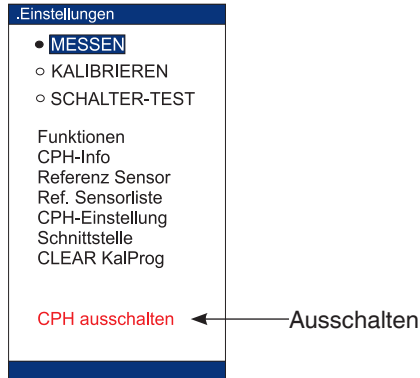 .Einstellungen
MESSEN
KALIBRIEREN
SCHALTER-TEST
Funktionen
CPH-Info
Referenz Sensor
Ref. Sensorliste
CPH-Einstellung
Schnittstelle
CLEAR KalProg
CPH ausschalten
Ausschalten